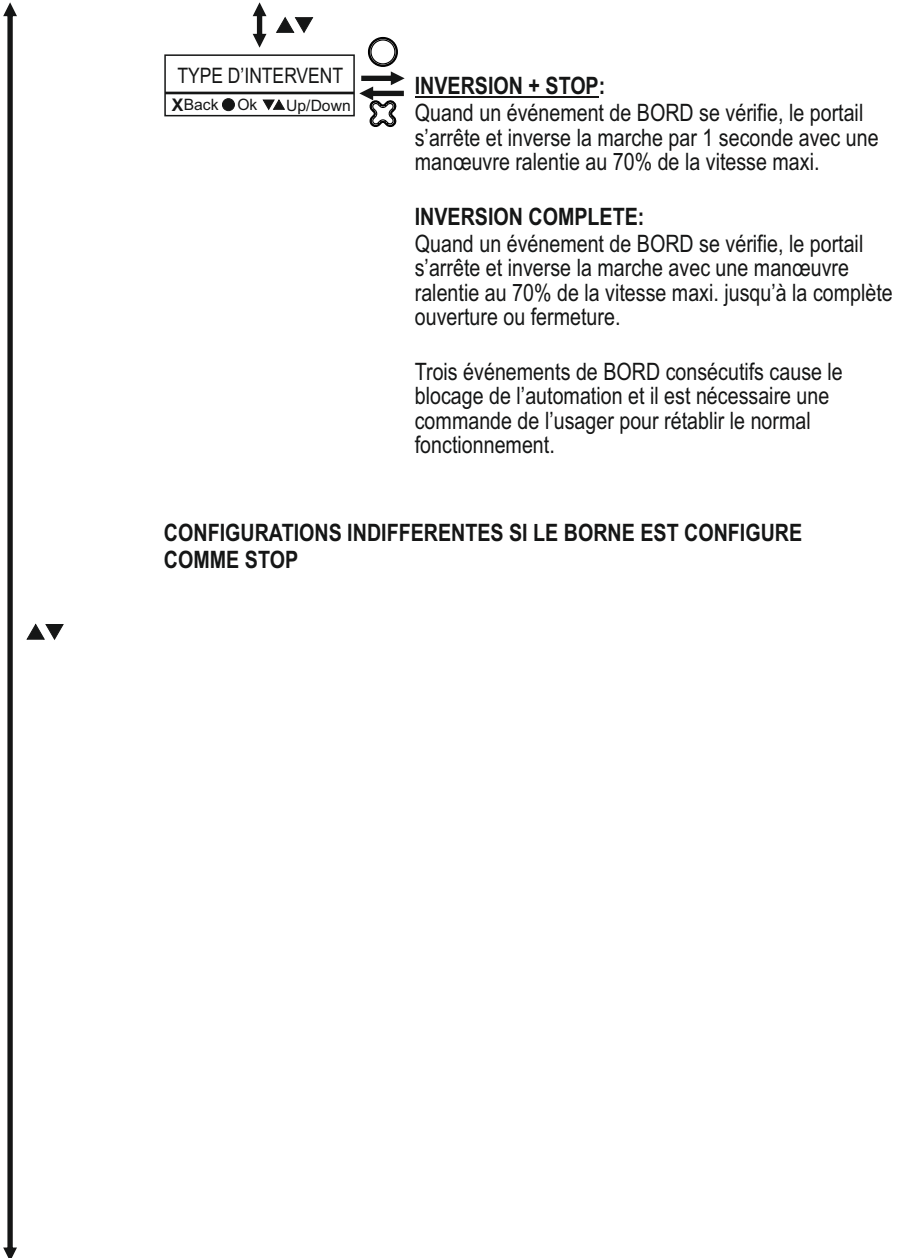 ▲▼
TYPE D’INTERVENT
XBack ● Ok ▼▲Up/Down
INVERSION + STOP:
Quand un événement de BORD se vérifie, le portail
s’arrête et inverse la marche par 1 seconde avec une
manœuvre ralentie au 70% de la vitesse maxi.
INVERSION COMPLETE:
Quand un événement de BORD se vérifie, le portail
s’arrête et inverse la marche avec une manœuvre
ralentie au 70% de la vitesse maxi. jusqu’à la complète
ouverture ou fermeture.
Trois événements de BORD consécutifs cause le
blocage de l’automation et il est nécessaire une
commande de l’usager pour rétablir le normal
fonctionnement.
CONFIGURATIONS INDIFFERENTES SI LE BORNE EST CONFIGURE
COMME STOP
▲▼